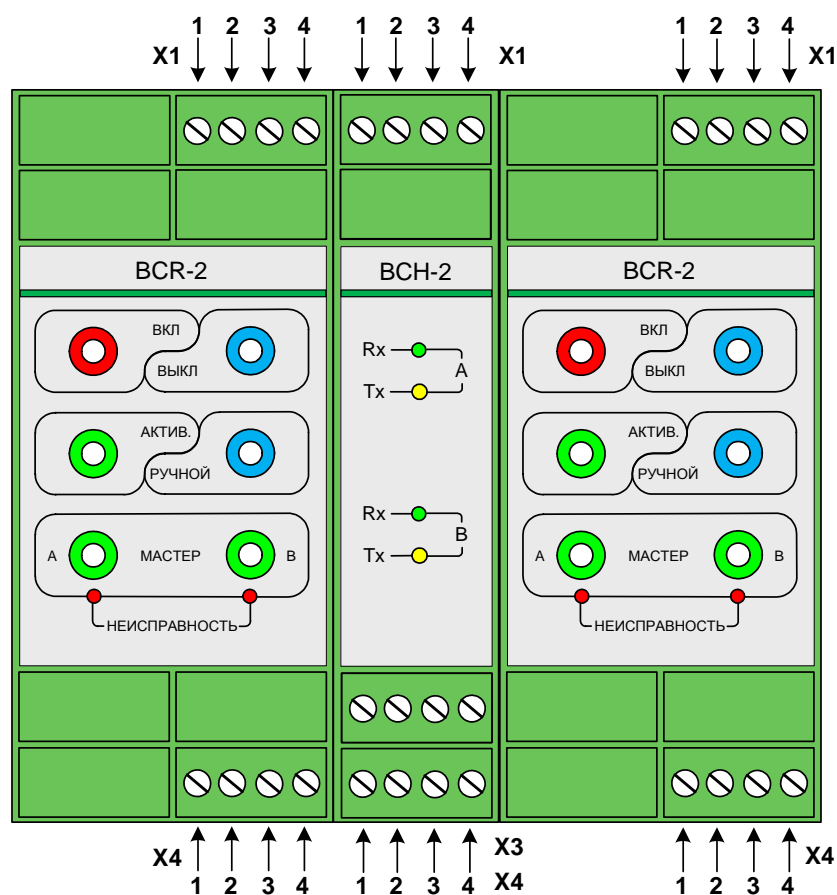 1 2 3 4 1 2 3 4 1 2 3 4
X1 X1 X1
BCR-2 BCH-2 BCR-2
ВКЛ ВКЛ
ВЫКЛ Rx A ВЫКЛ
Tx
АКТИВ. АКТИВ.
РУЧНОЙ РУЧНОЙ
Rx B
A МАСТЕР B Tx A МАСТЕР B
НЕИСПРАВНОСТЬ НЕИСПРАВНОСТЬ
X4 X3 X4
1 2 3 4 1 2 3 4 X4 1 2 3 4